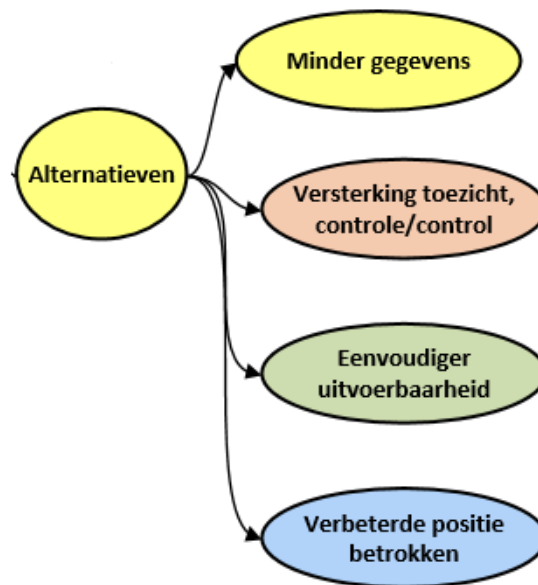 Minder gegevens
Alternatieven
Versterking toezicht,
controle/control
Eenvoudiger
uitvoerbaarheid
Verbeterde positie
betrokken